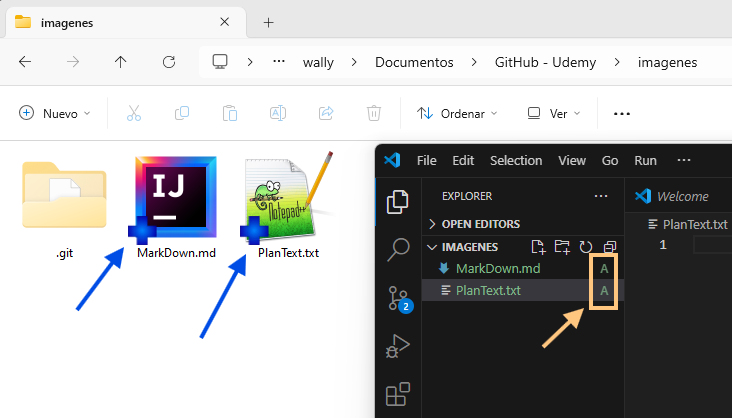 imagenes
wally
Documentos
GitHub - Udemy
imagenes
Nuevo
Ordenar
Ver
IJ
Notepad++
.git
MarkDown.md
PlanText.txt
File Edit Selection View Go Run
EXPLORER
OPEN EDITORS
IMAGENES
MarkDown.md A
PlanText.txt A
2
Welcome
PlanText.txt
1